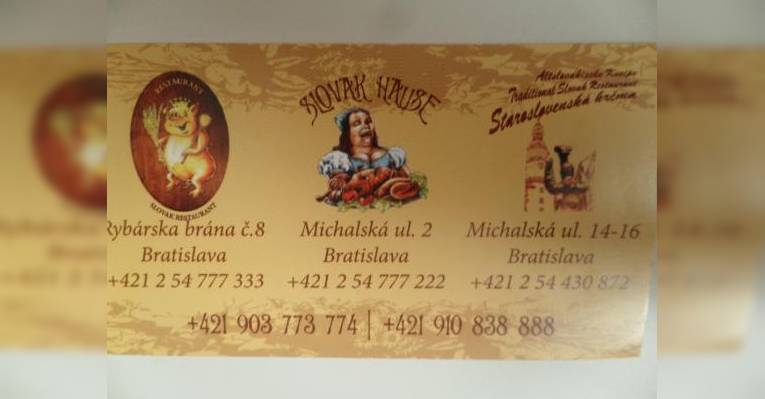 RESTAURANT
SLOVAK RESTAURANT
Rybárska brána č.8
Bratislava
+421 2 54 777 333
SLOVAK HAUSE
Michalská ul. 2
Bratislava
+421 2 54 777 222
Altslovakische Kneipe
Traditional Slovak Restaurant
Staroslovenská krčma
Michalská ul. 14-16
Bratislava
+421 2 54 430 872
+421 903 773 774 | +421 910 838 888